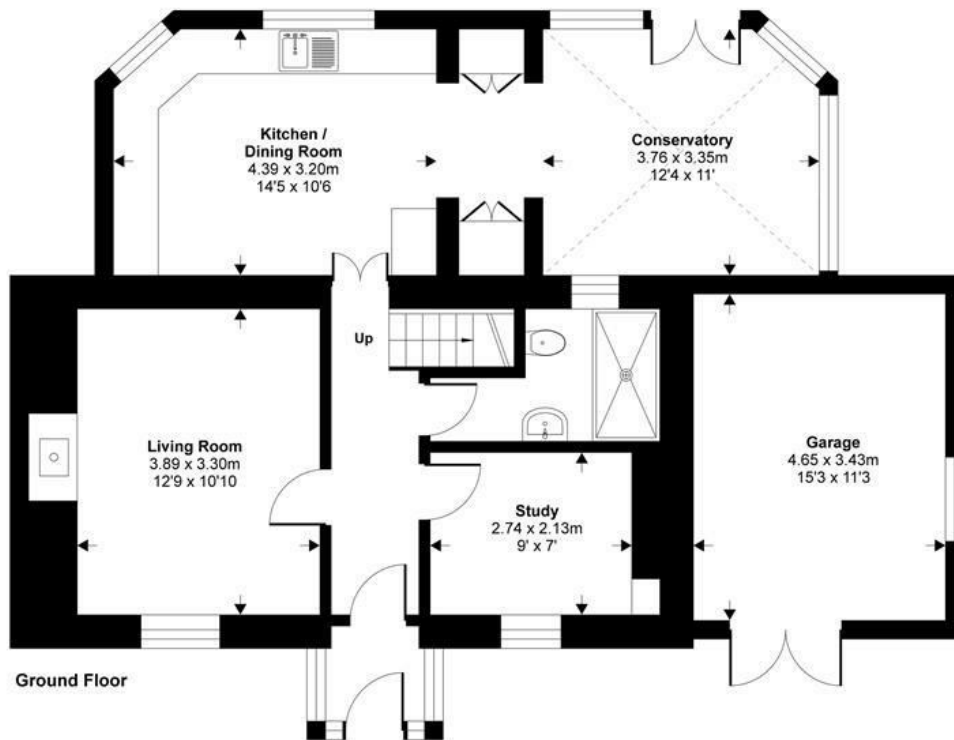 Kitchen /
Dining Room
4.39 x 3.20m
14'5 x 10'6
Conservatory
3.76 x 3.35m
12'4 x 11'
Up
Living Room
3.89 x 3.30m
12'9 x 10'10
Study
2.74 x 2.13m
9' x 7'
Garage
4.65 x 3.43m
15'3 x 11'3
Ground Floor